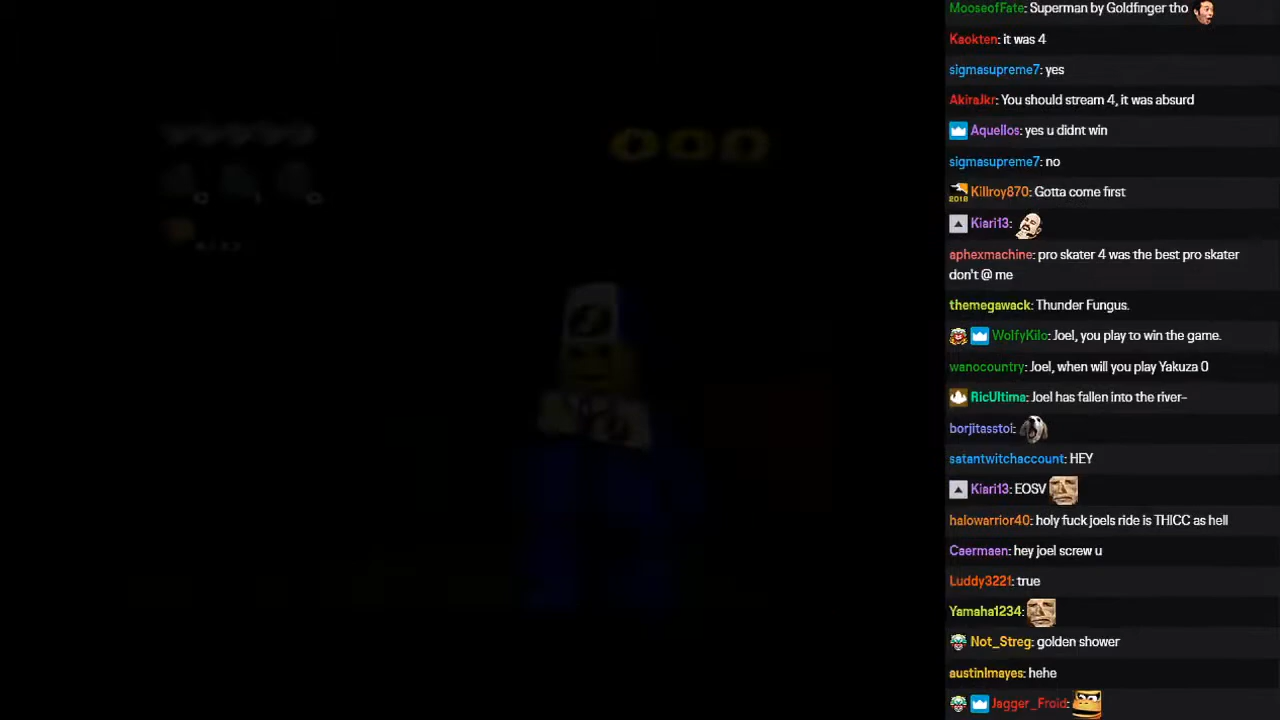 MooseofFate: Superman by Goldfinger tho
Kaokten: it was 4
sigmasupreme7: yes
AkiraJkr: You should stream 4, it was absurd
Aquellos: yes u didnt win
sigmasupreme7: no
2018 Killroy870: Gotta come first
Kiari13:
aphexmachine: pro skater 4 was the best pro skater
don't @ me
themegawack: Thunder Fungus.
WolfyKilo: Joel, you play to win the game.
wanocountry: Joel, when will you play Yakuza 0
RicUltima: Joel has fallen into the river-
borjitasstoi:
satantwitchaccount: HEY
Kiari13: EOSV
halowarrior40: holy fuck joels ride is THICC as hell
Caermaen: hey joel screw u
Luddy3221: true
Yamaha1234:
Not_Streg: golden shower
austinlmayes: hehe
Jagger_Froid: